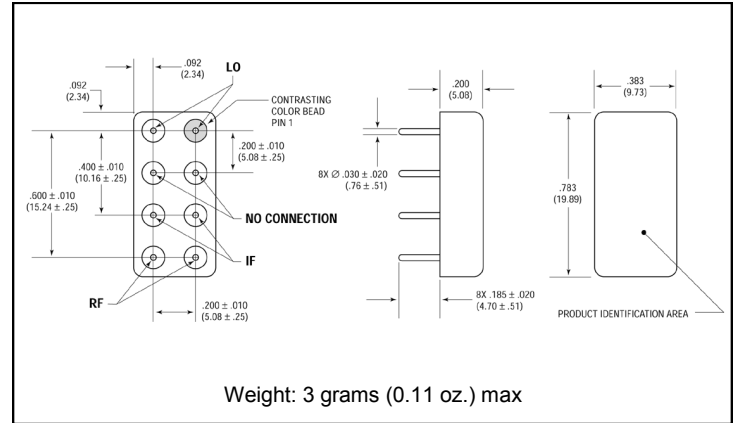 .092
(2.34)
LO
.092
(2.34)
CONTRASTING
COLOR BEAD
PIN 1
.200 ± .010
(5.08 ± .25)
.400 ± .010
(10.16 ± .25)
.600 ± .010
(15.24 ± .25)
NO CONNECTION
IF
RF
.200 ± .010
(5.08 ± .25)
.200
(5.08)
8X Ø .030 ± .020
(.76 ± .51)
8X .185 ± .020
(4.70 ± .51)
.383
(9.73)
.783
(19.89)
PRODUCT IDENTIFICATION AREA
Weight: 3 grams (0.11 oz.) max